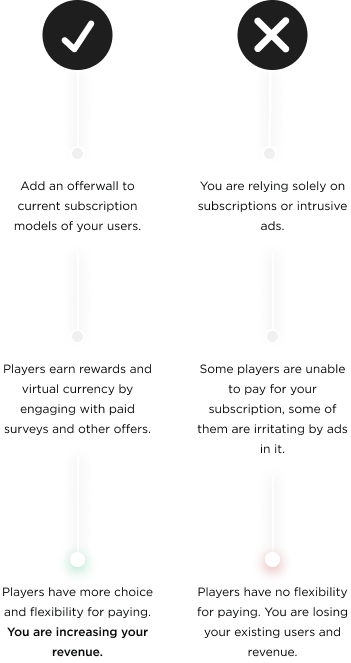 Add an offerwall to
current subscription
models of your users.
You are relying solely on
subscriptions or intrusive
ads.
Players earn rewards and
virtual currency by
engaging with paid
surveys and other offers.
Some players are unable
to pay for your
subscription, some of
them are irritating by ads
in it.
Players have more choice
and flexibility for paying.
You are increasing your
revenue.
Players have no flexibility
for paying. You are losing
your existing users and
revenue.